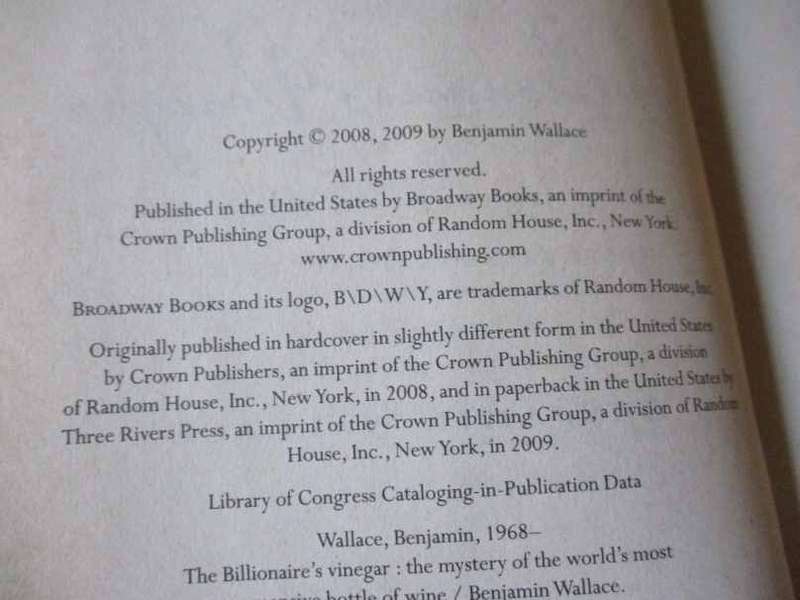 Copyright © 2008, 2009 by Benjamin Wallace
All rights reserved.
Published in the United States by Broadway Books, an imprint of the
Crown Publishing Group, a division of Random House, Inc., New York.
www.crownpublishing.com
BROADWAY BOOKS and its logo, B\D\W\Y, are trademarks of Random House, Inc.
Originally published in hardcover in slightly different form in the United States
by Crown Publishers, an imprint of the Crown Publishing Group, a division
of Random House, Inc., New York, in 2008, and in paperback in the United States by
Three Rivers Press, an imprint of the Crown Publishing Group, a division of Random
House, Inc., New York, in 2009.
Library of Congress Cataloging-in-Publication Data
Wallace, Benjamin, 1968–
The Billionaire's vinegar : the mystery of the world's most
bottle of wine / Benjamin Wallace.